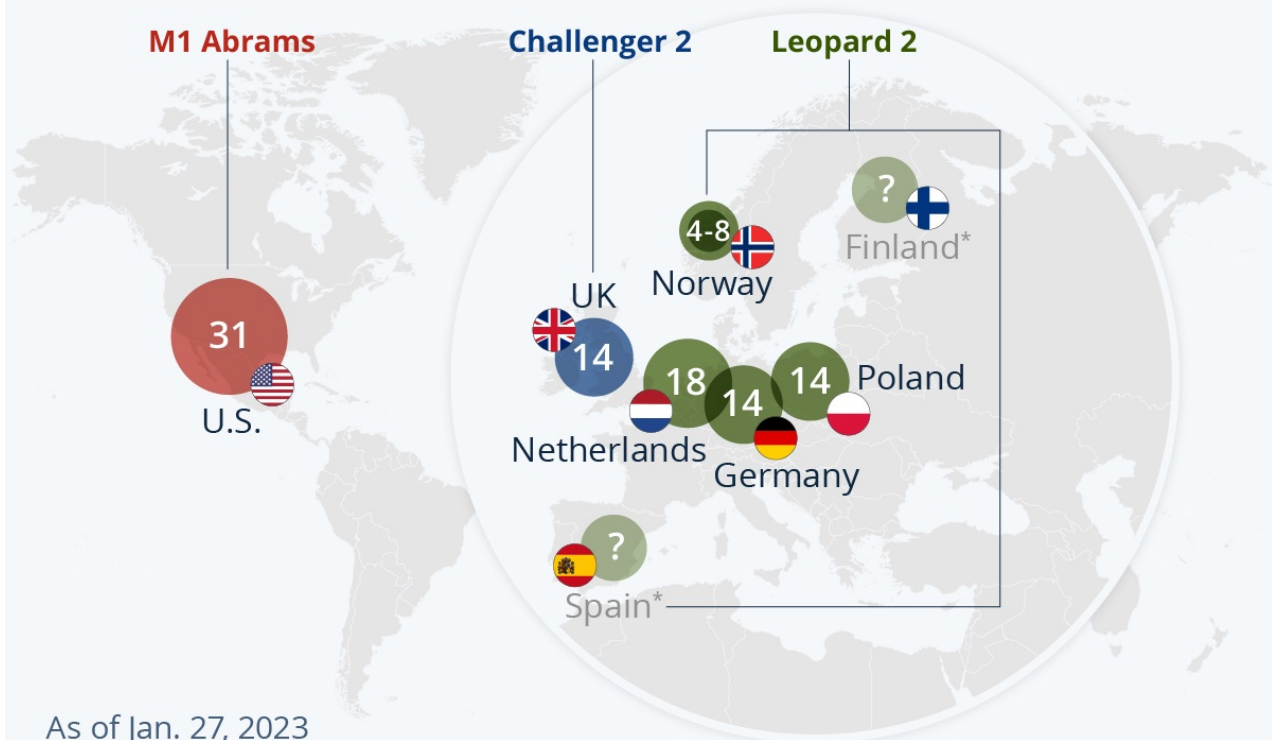 M1 Abrams
Challenger 2
Leopard 2
?
Finland*
4-8
Norway
UK
31
14
18
14
14
Poland
U.S.
Netherlands
Germany
?
Spain*
As of Jan. 27, 2023